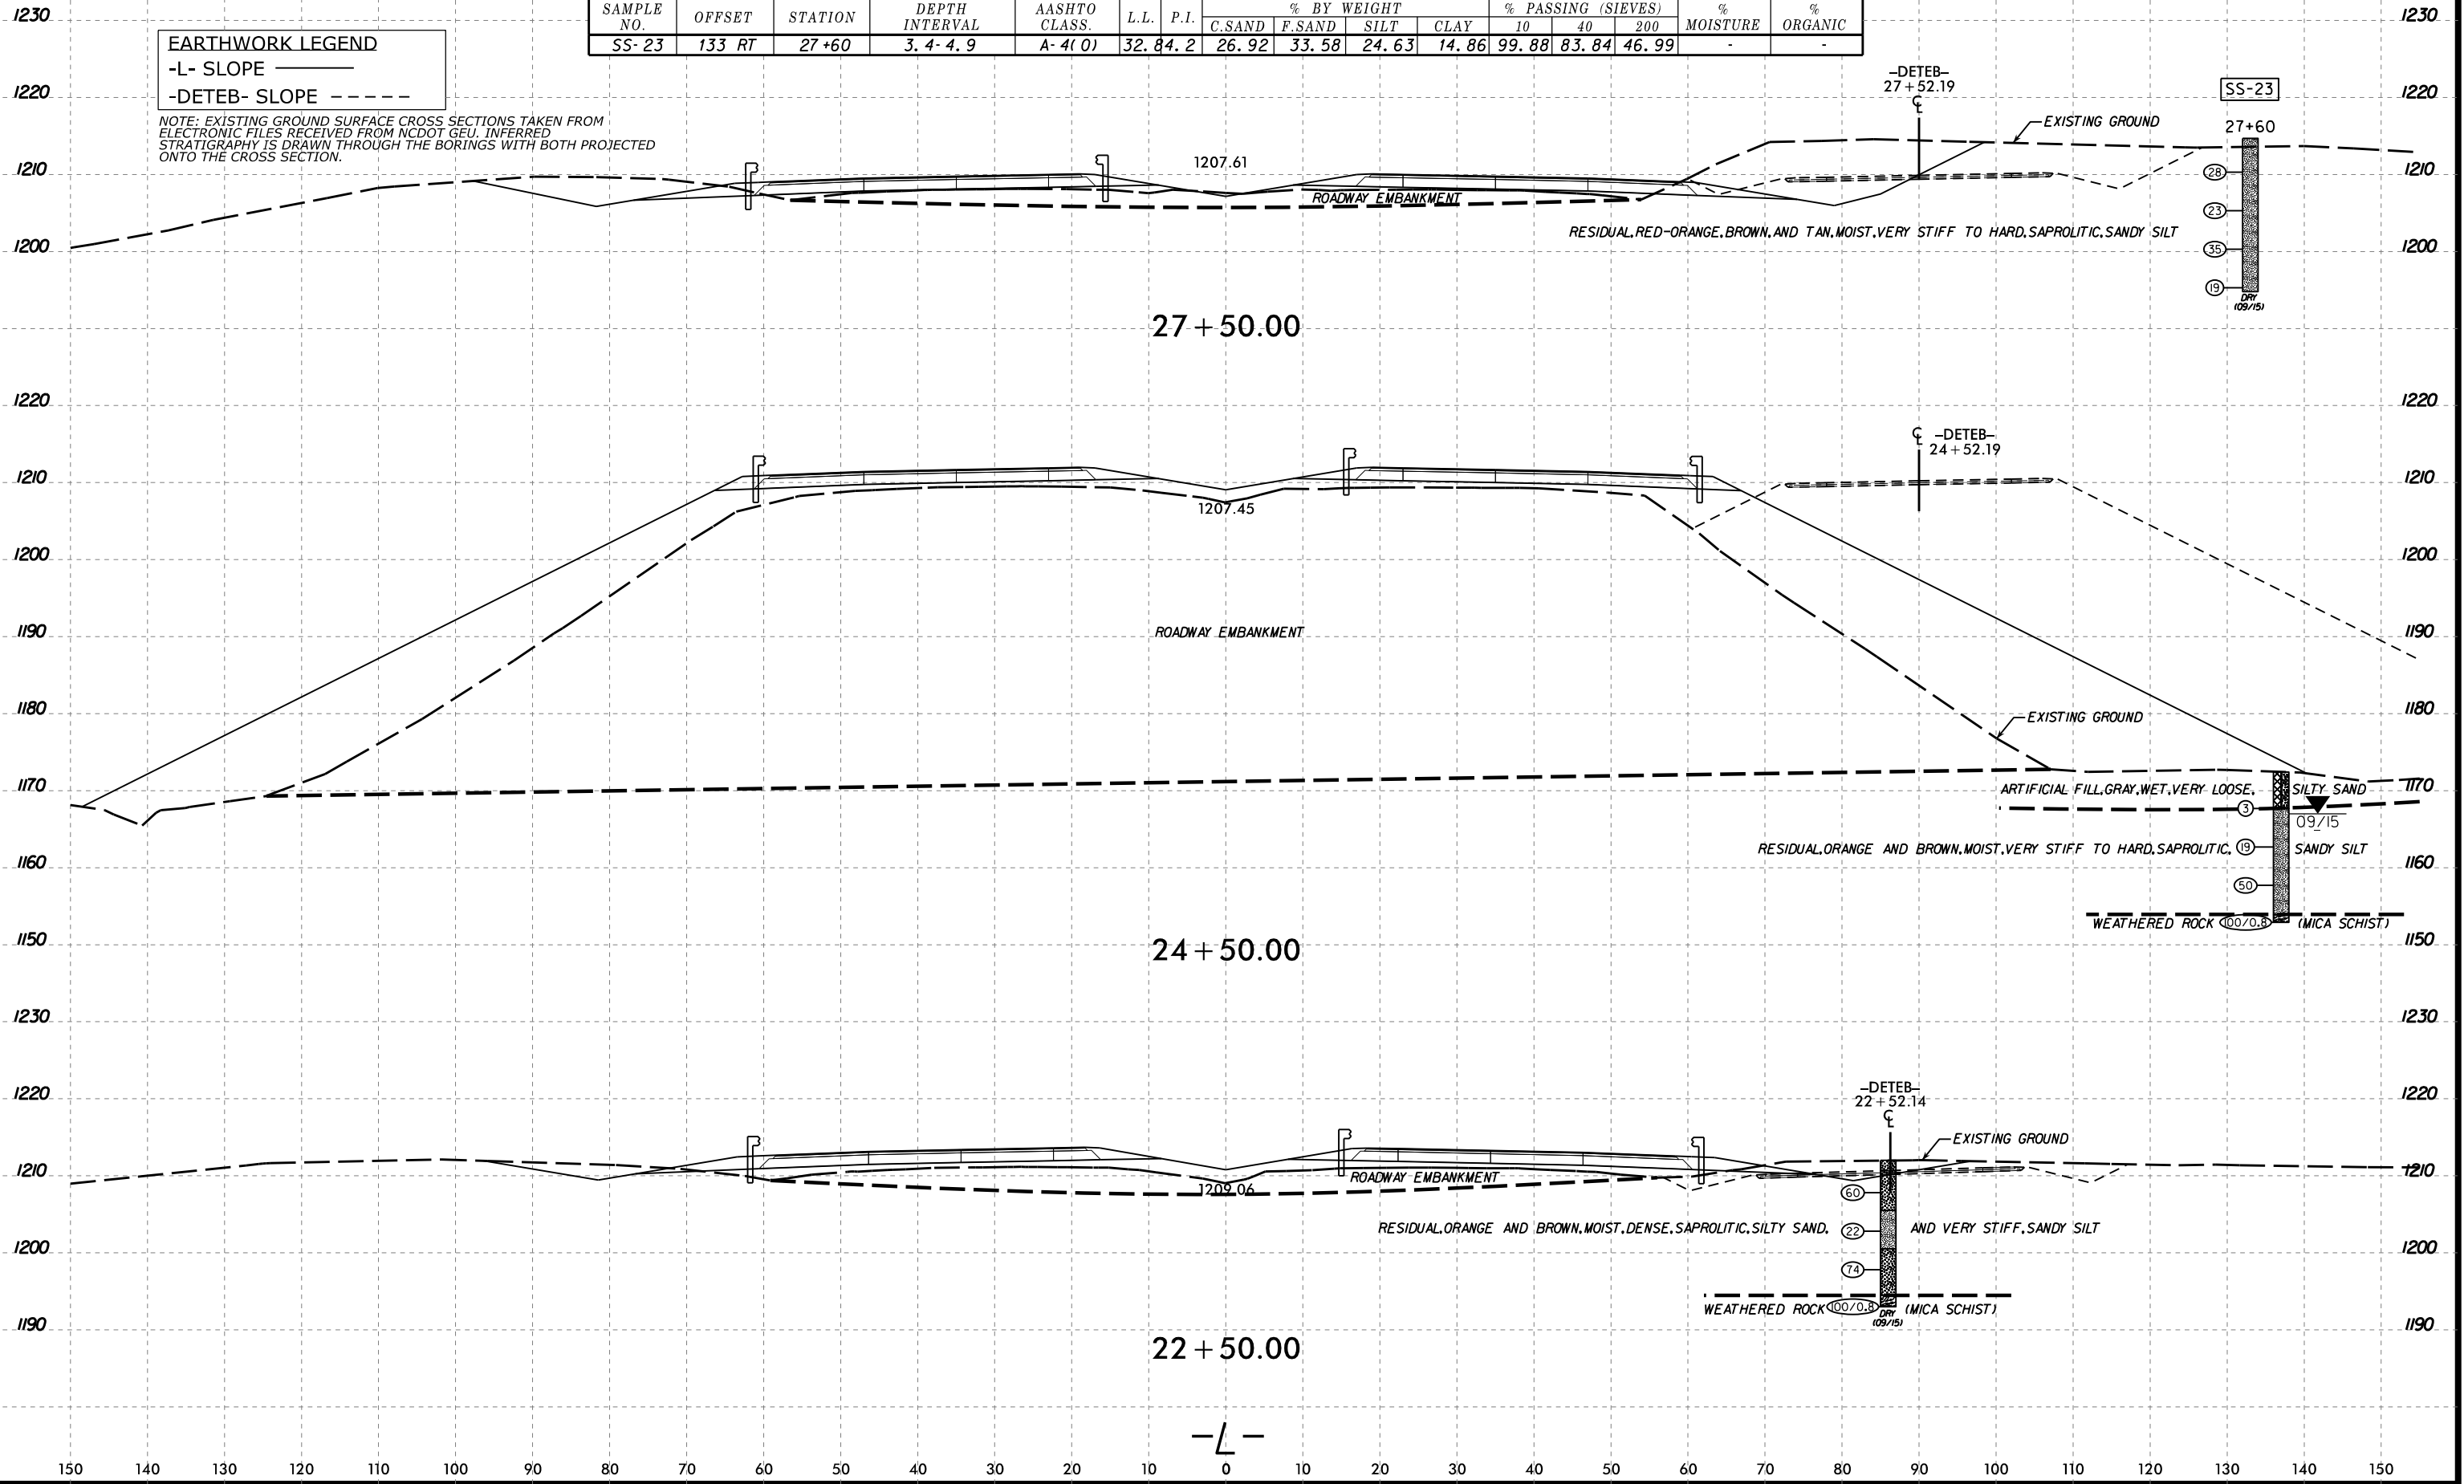 SAMPLE NO. OFFSET STATION DEPTH INTERVAL AASHTO CLASS. L.L. P.I. % BY WEIGHT % PASSING (SIEVES) % MOISTURE % ORGANIC
C.SAND F.SAND SILT CLAY 10 40 200
SS-23 133 RT 27+60 3.4-4.9 A-4(0) 32.8 4.2 26.92 33.58 24.63 14.86 99.88 83.84 46.99 - -
EARTHWORK LEGEND
-L- SLOPE
-DETEB- SLOPE
NOTE: EXISTING GROUND SURFACE CROSS SECTIONS TAKEN FROM
ELECTRONIC FILES RECEIVED FROM NCDOT GEU. INFERRED
STRATIGRAPHY IS DRAWN THROUGH THE BORINGS WITH BOTH PROJECTED
ONTO THE CROSS SECTION.
1230 1230
1220 1220
1210 1210
1200 1200
-DETEB-
27+52.19
SS-23
27+60
EXISTING GROUND
1207.61
ROADWAY EMBANKMENT
RESIDUAL,RED-ORANGE,BROWN,AND TAN,MOIST,VERY STIFF TO HARD,SAPROLITIC,SANDY SILT
28
23
35
19
DRY
(09/15)
27+50.00
1220 1220
1210 1210
1200 1200
1190 1190
1180 1180
1170 1170
1160 1160
1150 1150
-DETEB-
24+52.19
1207.45
ROADWAY EMBANKMENT
EXISTING GROUND
ARTIFICIAL FILL,GRAY,WET,VERY LOOSE, SILTY SAND
3
09/15
RESIDUAL,ORANGE AND BROWN,MOIST,VERY STIFF TO HARD,SAPROLITIC, 19 SANDY SILT
50
WEATHERED ROCK 100/0.8 (MICA SCHIST)
24+50.00
1230 1230
1220 1220
1210 1210
1200 1200
1190 1190
-DETEB-
22+52.14
EXISTING GROUND
1209.06
ROADWAY EMBANKMENT
60
RESIDUAL,ORANGE AND BROWN,MOIST,DENSE,SAPROLITIC,SILTY SAND, 22 AND VERY STIFF,SANDY SILT
74
WEATHERED ROCK 100/0.8 (MICA SCHIST)
DRY
(09/15)
22+50.00
-L-
150 140 130 120 110 100 90 80 70 60 50 40 30 20 10 0 10 20 30 40 50 60 70 80 90 100 110 120 130 140 150